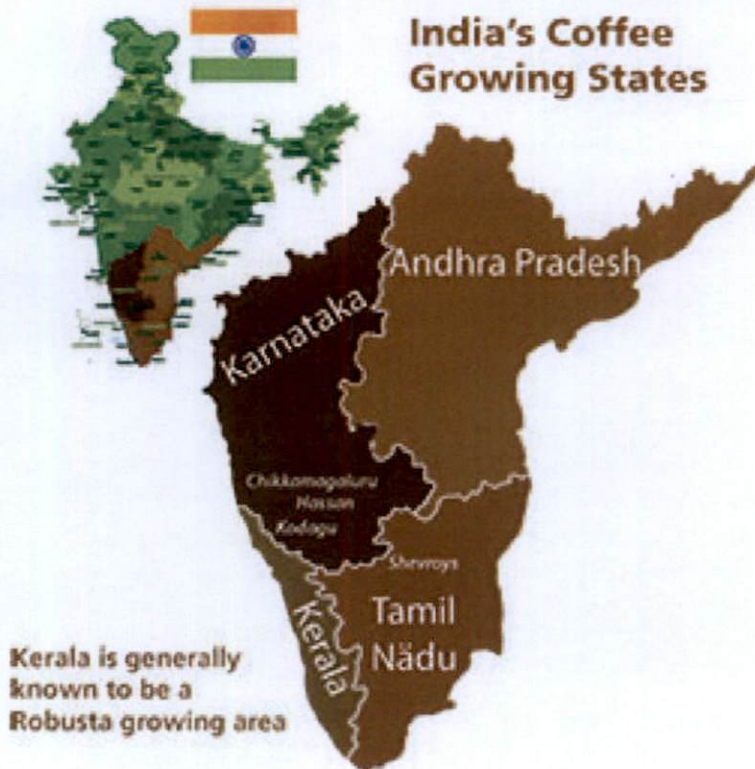 India's Coffee
Growing States
Andhra Pradesh
Karnataka
Chikkamagaluru
Hassan
Kodagu
Shevroys
Tamil
Nädu
Kerala
Kerala is generally
known to be a
Robusta growing area